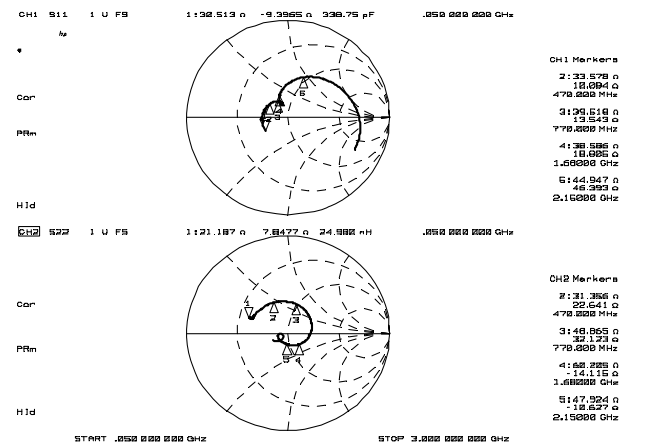 CH1 S11 1 U FS 1:30.513 Ω -9.3965 Ω 338.75 pF .050 000 000 GHz
hp
CH1 Markers
2:33.578 Ω
10.094 Ω
470.000 MHz
Cor
3:39.618 Ω
13.543 Ω
770.000 MHz
PRm
4:38.586 Ω
1.68000 GHz
5:44.947 Ω
46.393 Ω
2.15000 GHz
Hld
CH2 S22 1 U FS 1:21.187 Ω 7.8477 Ω 24.980 nH .050 000 000 GHz
CH2 Markers
2:31.356 Ω
22.641 Ω
470.000 MHz
Cor
3:48.865 Ω
32.123 Ω
770.000 MHz
PRm
4:60.205 Ω
-14.115 Ω
1.68000 GHz
5:47.924 Ω
-10.627 Ω
2.15000 GHz
Hld
START .050 000 000 GHz STOP 3.000 000 000 GHz